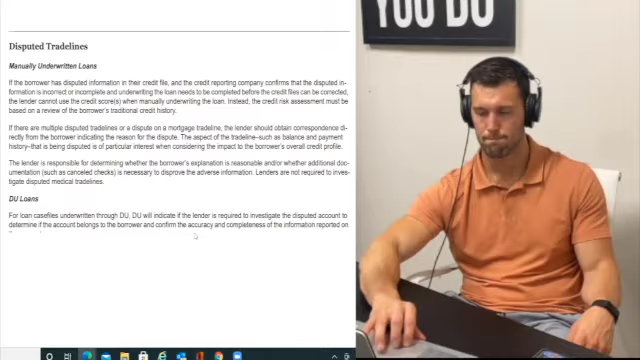 YOU DO
Disputed Tradelines
Manually Underwritten Loans
If the borrower has disputed information in their credit file, and the credit reporting company confirms that the disputed in-
formation is incorrect or incomplete and underwriting the loan needs to be completed before the credit files can be corrected,
the lender cannot use the credit score(s) when manually underwriting the loan. Instead, the credit risk assessment must be
based on a review of the borrower's traditional credit history.
If there are multiple disputed tradelines or a dispute on a mortgage tradeline, the lender should obtain correspondence di-
rectly from the borrower indicating the reason for the dispute. The aspect of the tradeline–such as balance and payment
history–that is being disputed is of particular interest when considering the impact to the borrower's overall credit profile.
The lender is responsible for determining whether the borrower's explanation is reasonable and/or whether additional doc-
umentation (such as canceled checks) is necessary to disprove the adverse information. Lenders are not required to inves-
tigate disputed medical tradelines.
DU Loans
For loan casefiles underwritten through DU, DU will indicate if the lender is required to investigate the disputed account to
determine if the account belongs to the borrower and confirm the accuracy and completeness of the information reported on